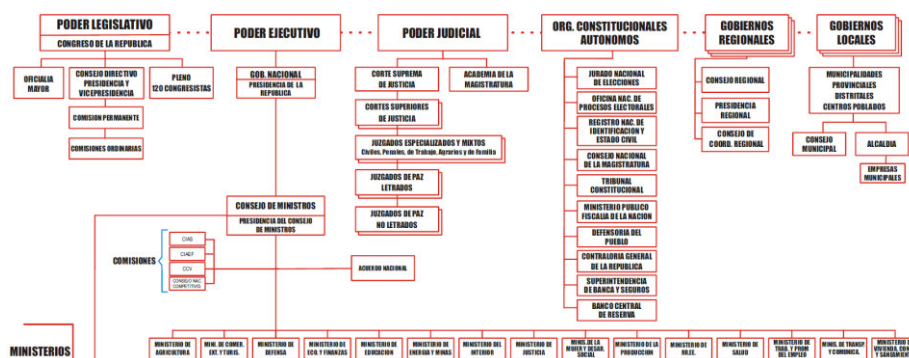 PODER LEGISLATIVO
CONGRESO DE LA REPUBLICA
OFICIALIA
MAYOR
CONSEJO DIRECTIVO
PRESIDENCIA Y
VICEPRESIDENCIA
PLENO
120 CONGRESISTAS
COMISION PERMANENTE
COMISIONES ORDINARIAS
PODER EJECUTIVO
GOB. NACIONAL
PRESIDENCIA DE LA
REPUBLICA
CONSEJO DE MINISTROS
PRESIDENCIA DEL CONSEJO
DE MINISTROS
COMISIONES
CIAS
CIAEF
CCV
CONSEJO NAC.
COMPETITIVID.
ACUERDO NACIONAL
PODER JUDICIAL
CORTE SUPREMA
DE JUSTICIA
ACADEMIA DE LA
MAGISTRATURA
CORTES SUPERIORES
DE JUSTICIA
JUZGADOS ESPECIALIZADOS Y MIXTOS
Civiles, Penales, de Trabajo, Agrarios y de familia
JUZGADOS DE PAZ
LETRADOS
JUZGADOS DE PAZ
NO LETRADOS
ORG. CONSTITUCIONALES
AUTONOMOS
JURADO NACIONAL
DE ELECCIONES
OFICINA NAC. DE
PROCESOS ELECTORALES
REGISTRO NAC. DE
IDENTIFICACION Y
ESTADO CIVIL
CONSEJO NACIONAL
DE LA MAGISTRATURA
TRIBUNAL
CONSTITUCIONAL
MINISTERIO PUBLICO
FISCALIA DE LA NACION
DEFENSORIA DEL
PUEBLO
CONTRALORIA GENERAL
DE LA REPUBLICA
SUPERINTENDENCIA
DE BANCA Y SEGUROS
BANCO CENTRAL
DE RESERVA
GOBIERNOS
REGIONALES
CONSEJO REGIONAL
PRESIDENCIA
REGIONAL
CONSEJO DE
COORD. REGIONAL
GOBIERNOS
LOCALES
MUNICIPALIDADES
PROVINCIALES
DISTRITALES
CENTROS POBLADOS
CONSEJO
MUNICIPAL
ALCALDIA
EMPRESAS
MUNICIPALES
MINISTERIOS
MINISTERIO DE
AGRICULTURA
MINI. DE COMER.
EXT. Y TURIS.
MINISTERIO DE
DEFENSA
MINISTERIO DE
ECO. Y FINANZAS
MINISTERIO DE
EDUCACION
MINISTERIO DE
ENERGIA Y MINAS
MINISTERIO DEL
INTERIOR
MINISTERIO DE
JUSTICIA
MINIS. DE LA
MUJER Y DESAR.
SOCIAL
MINISTERIO DE LA
PRODUCCION
MINISTERIO DE
RR.EE.
MINISTERIO DE
SALUD
MINISTERIO DE
TRAB. Y PROM
DEL EMPLEO
MINIS. DE TRANSP.
Y COMUNICA.
MINISTERIO
VIVIENDA, CON
Y SANEAMIE